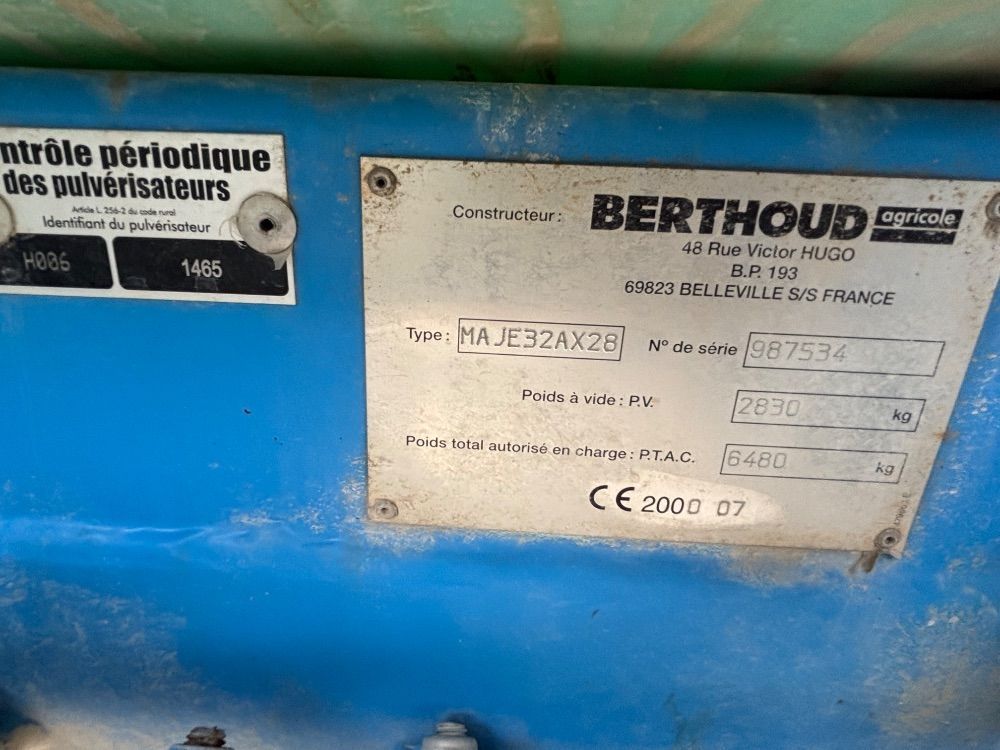 ntrôle périodique
des pulvérisateurs
Article L. 256-2 du code rural
Identifiant du pulvérisateur
H006 1465
Constructeur : BERTHOUD agricole
48 Rue Victor HUGO
B.P. 193
69823 BELLEVILLE S/S FRANCE
Type : MAJE32AX28 N° de série 987534
Poids à vide : P.V. 2830 kg
Poids total autorisé en charge : P.T.A.C. 6480 kg
CE 2000 07